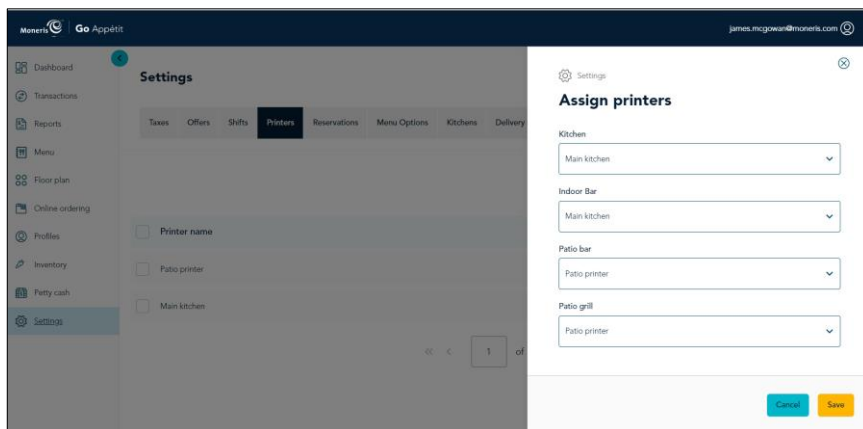 Moneris Go Appétit
james.mcgowan@moneris.com
Dashboard
Transactions
Reports
Menu
Floor plan
Online ordering
Profiles
Inventory
Petty cash
Settings
Settings
Taxes Offers Shifts Printers Reservations Menu Options Kitchens Delivery
Printer name
Patio printer
Main kitchen
1 of
Settings
Assign printers
Kitchen
Main kitchen
Indoor Bar
Main kitchen
Patio bar
Patio printer
Patio grill
Patio printer
Cancel Save